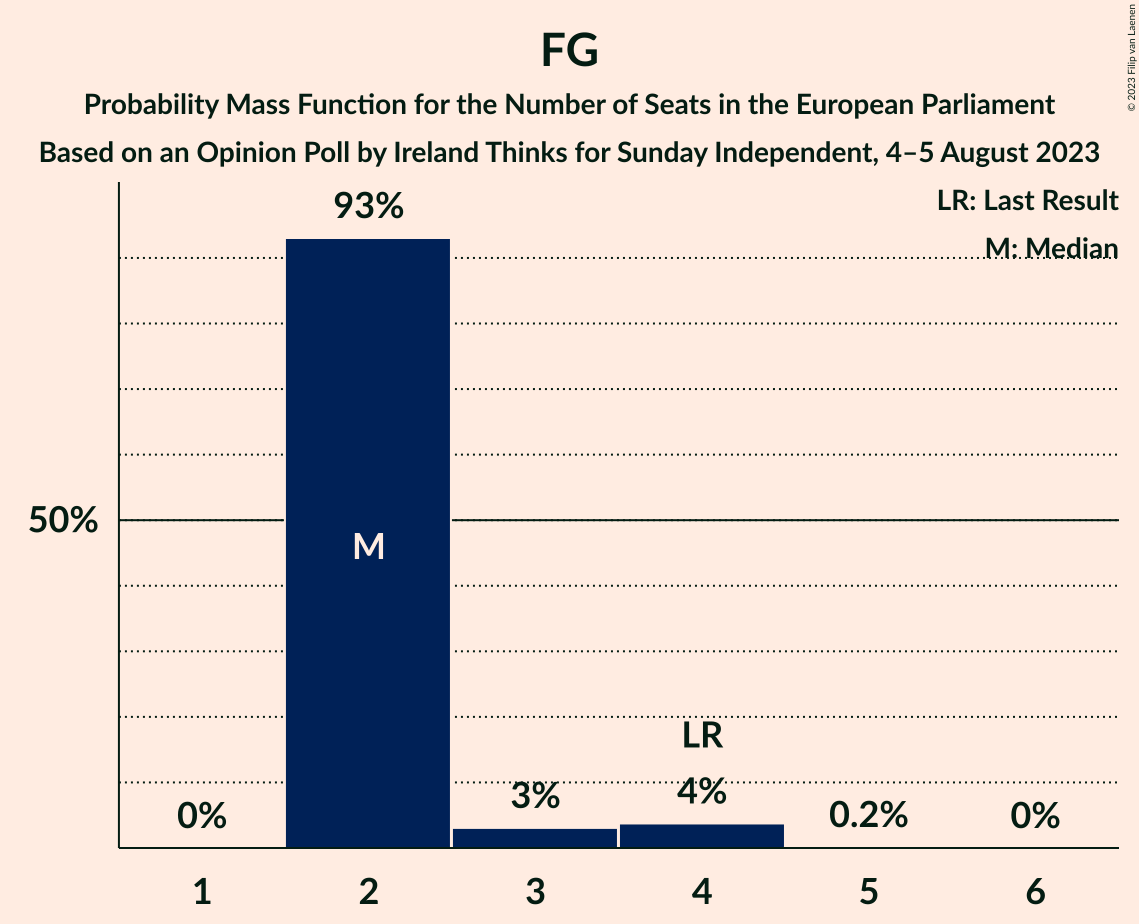 FG
Probability Mass Function for the Number of Seats in the European Parliament
Based on an Opinion Poll by Ireland Thinks for Sunday Independent, 4–5 August 2023
© 2023 Filip van Laenen
LR: Last Result
M: Median
93%
50%
M
LR
0%
3%
4%
0.2%
0%
1
2
3
4
5
6